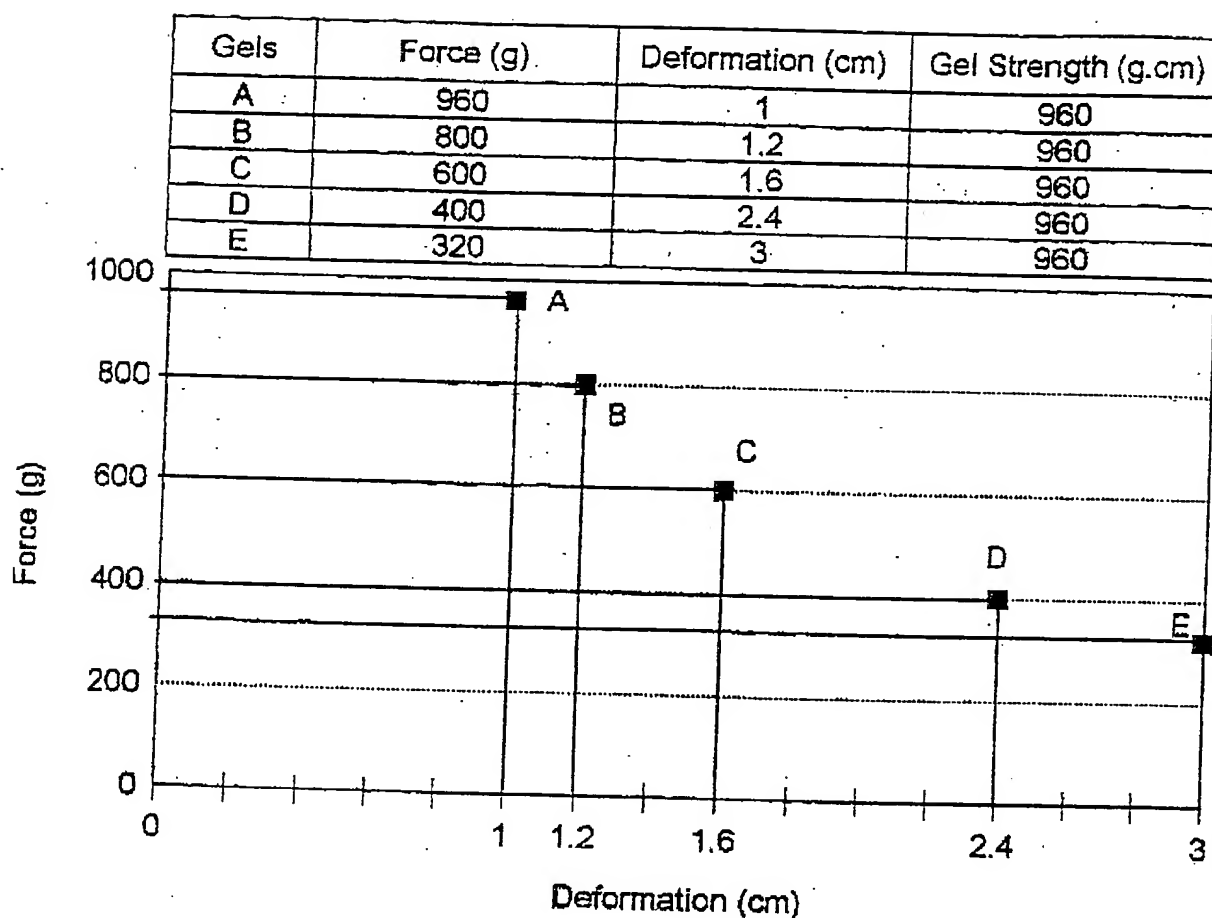 Gels Force (g). Deformation (cm) Gel Strength (g.cm)
A 960 1 960
B 800 1.2 960
C 600 1.6 960
D 400 2.4 960
E 320 3 960
1000
A
800
B
C
600
D
400
E
200
0
0 1 1.2 1.6 2.4 3
Force (g)
Deformation (cm)